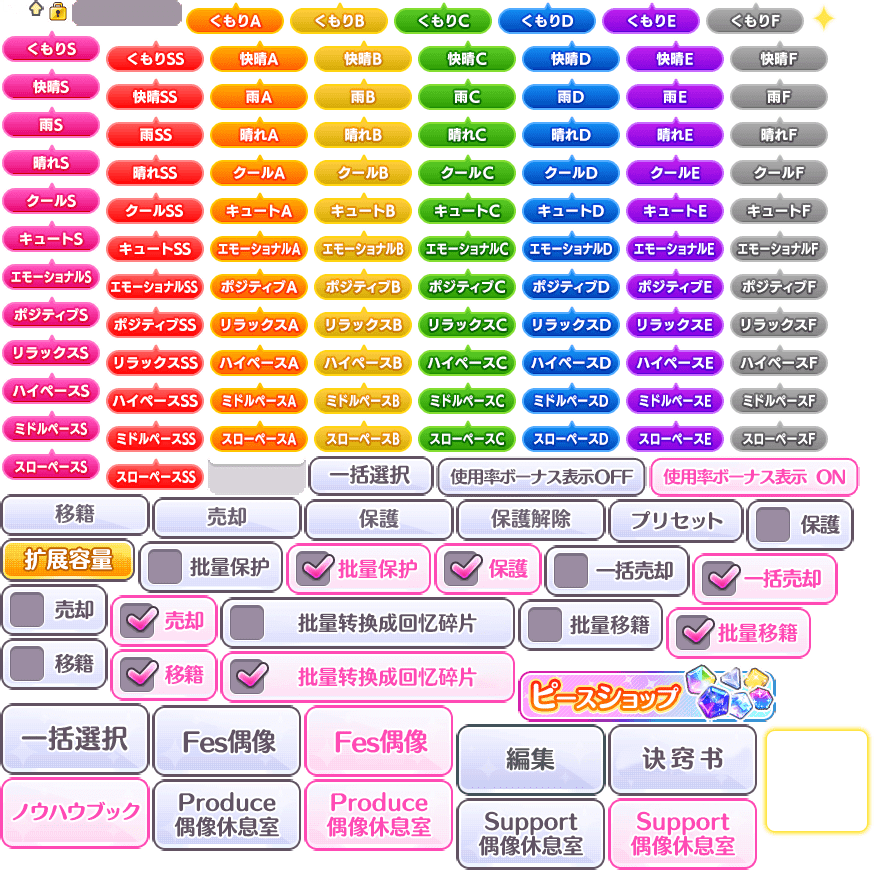 くもりA
くもりB
くもりC
くもりD
くもりE
くもりF
くもりS
くもりSS
快晴A
快晴B
快晴C
快晴D
快晴E
快晴F
快晴S
快晴SS
雨A
雨B
雨C
雨D
雨E
雨F
雨S
雨SS
晴れA
晴れB
晴れC
晴れD
晴れE
晴れF
晴れS
晴れSS
クールA
クールB
クールC
クールD
クールE
クールF
クールS
クールSS
キュートA
キュートB
キュートC
キュートD
キュートE
キュートF
キュートS
キュートSS
エモーショナルA
エモーショナルB
エモーショナルC
エモーショナルD
エモーショナルE
エモーショナルF
エモーショナルS
エモーショナルSS
ポジティブA
ポジティブB
ポジティブC
ポジティブD
ポジティブE
ポジティブF
ポジティブS
ポジティブSS
リラックスA
リラックスB
リラックスC
リラックスD
リラックスE
リラックスF
リラックスS
リラックスSS
ハイペースA
ハイペースB
ハイペースC
ハイペースD
ハイペースE
ハイペースF
ハイペースS
ハイペースSS
ミドルペースA
ミドルペースB
ミドルペースC
ミドルペースD
ミドルペースE
ミドルペースF
ミドルペースS
ミドルペースSS
スローペースA
スローペースB
スローペースC
スローペースD
スローペースE
スローペースF
スローペースS
スローペースSS
一括選択
使用率ボーナス表示OFF
使用率ボーナス表示 ON
移籍
売却
保護
保護解除
プリセット
保護
扩展容量
批量保护
批量保护
保護
一括売却
一括売却
売却
売却
批量转换成回忆碎片
批量移籍
批量移籍
移籍
移籍
批量转换成回忆碎片
ピースショップ
一括選択
Fes偶像
Fes偶像
編集
诀窍书
ノウハウブック
Produce
偶像休息室
Produce
偶像休息室
Support
偶像休息室
Support
偶像休息室